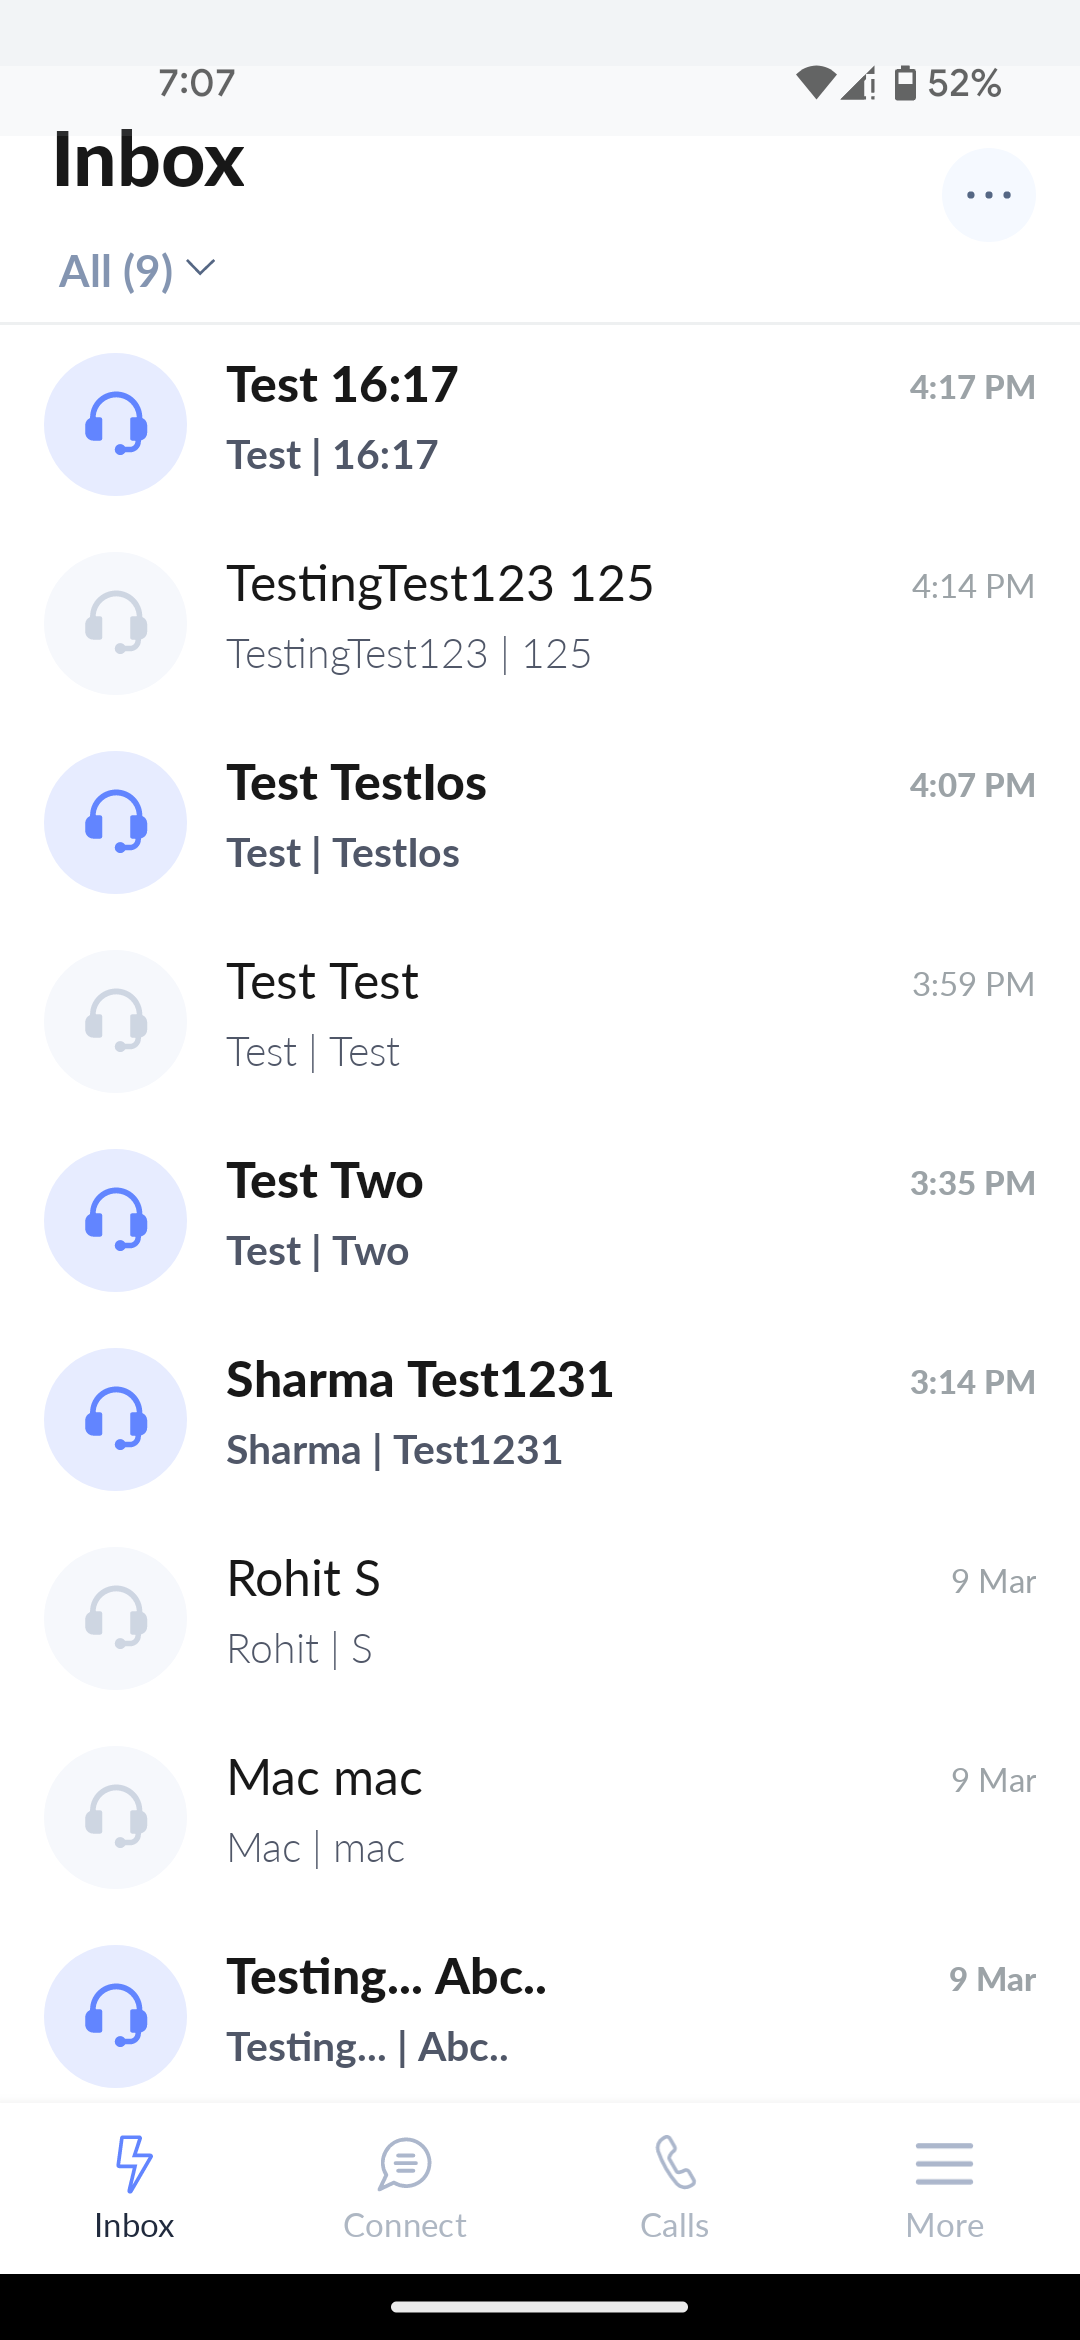 7:07
52%
Inbox
All (9)
Test 16:17
4:17 PM
Test | 16:17
TestingTest123 125
4:14 PM
TestingTest123 | 125
Test Testlos
4:07 PM
Test | Testlos
Test Test
3:59 PM
Test | Test
Test Two
3:35 PM
Test | Two
Sharma Test1231
3:14 PM
Sharma | Test1231
Rohit S
9 Mar
Rohit | S
Mac mac
9 Mar
Mac | mac
Testing... Abc..
9 Mar
Testing... | Abc..
Inbox
Connect
Calls
More